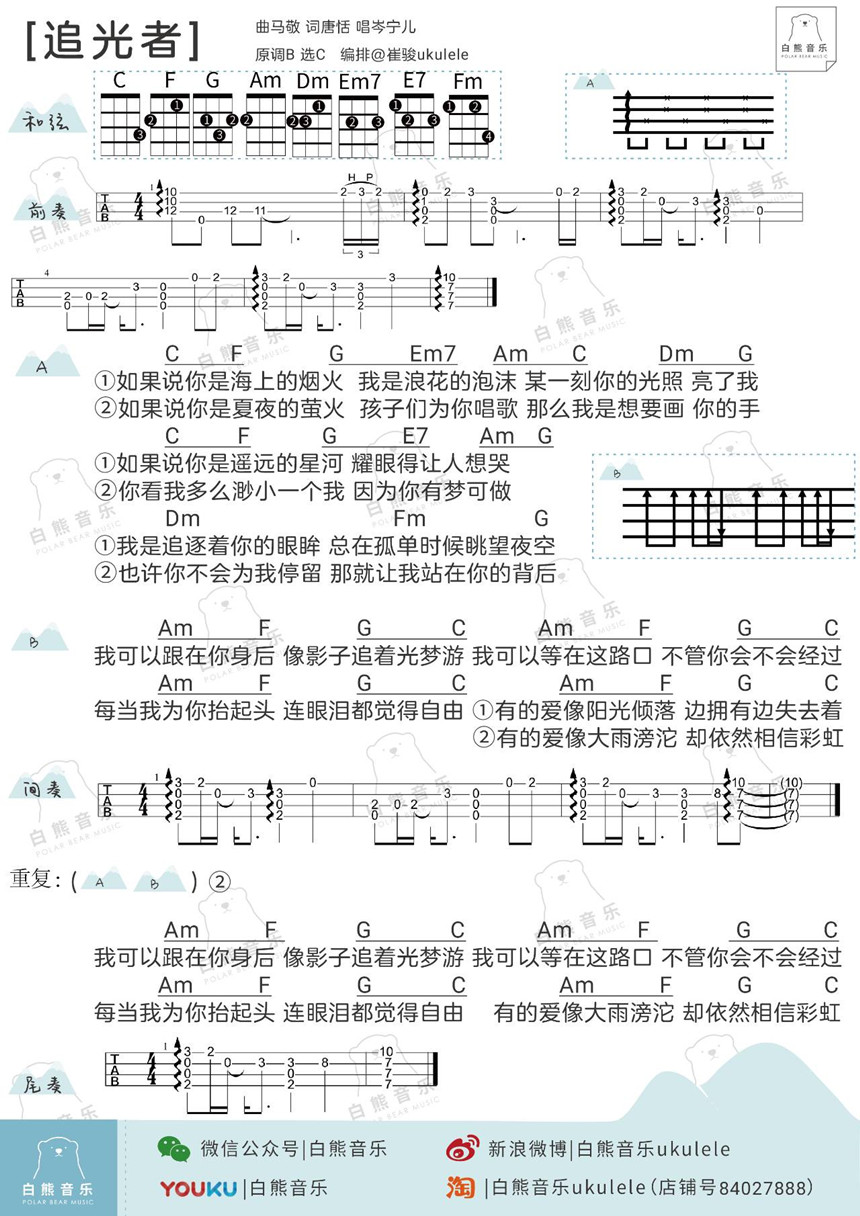 [追光者]
曲马敬 词唐恬 唱岑宁儿
原调B 选C 编排@崔骏ukulele
白熊音乐
POLAR BEAR MUSIC
和弦
C F G Am Dm Em7 E7 Fm
A
前奏
A
C F G Em7 Am C Dm G
①如果说你是海上的烟火 我是浪花的泡沫 某一刻你的光照 亮了我
②如果说你是夏夜的萤火 孩子们为你唱歌 那么我是想要画 你的手
C F G E7 Am G
①如果说你是遥远的星河 耀眼得让人想哭
②你看我多么渺小一个我 因为你有梦可做
B
Dm Fm G
①我是追逐着你的眼眸 总在孤单时候眺望夜空
②也许你不会为我停留 那就让我站在你的背后
B
Am F G C Am F G C
我可以跟在你身后 像影子追着光梦游 我可以等在这路口 不管你会不会经过
Am F G C Am F G C
每当我为你抬起头 连眼泪都觉得自由 ①有的爱像阳光倾落 边拥有边失去着
②有的爱像大雨滂沱 却依然相信彩虹
间奏
重复：( A B ) ②
Am F G C Am F G C
我可以跟在你身后 像影子追着光梦游 我可以等在这路口 不管你会不会经过
Am F G C Am F G C
每当我为你抬起头 连眼泪都觉得自由 有的爱像大雨滂沱 却依然相信彩虹
尾奏
白熊音乐
POLAR BEAR MUSIC
微信公众号|白熊音乐
新浪微博|白熊音乐ukulele
YOUKU|白熊音乐
淘|白熊音乐ukulele(店铺号84027888)